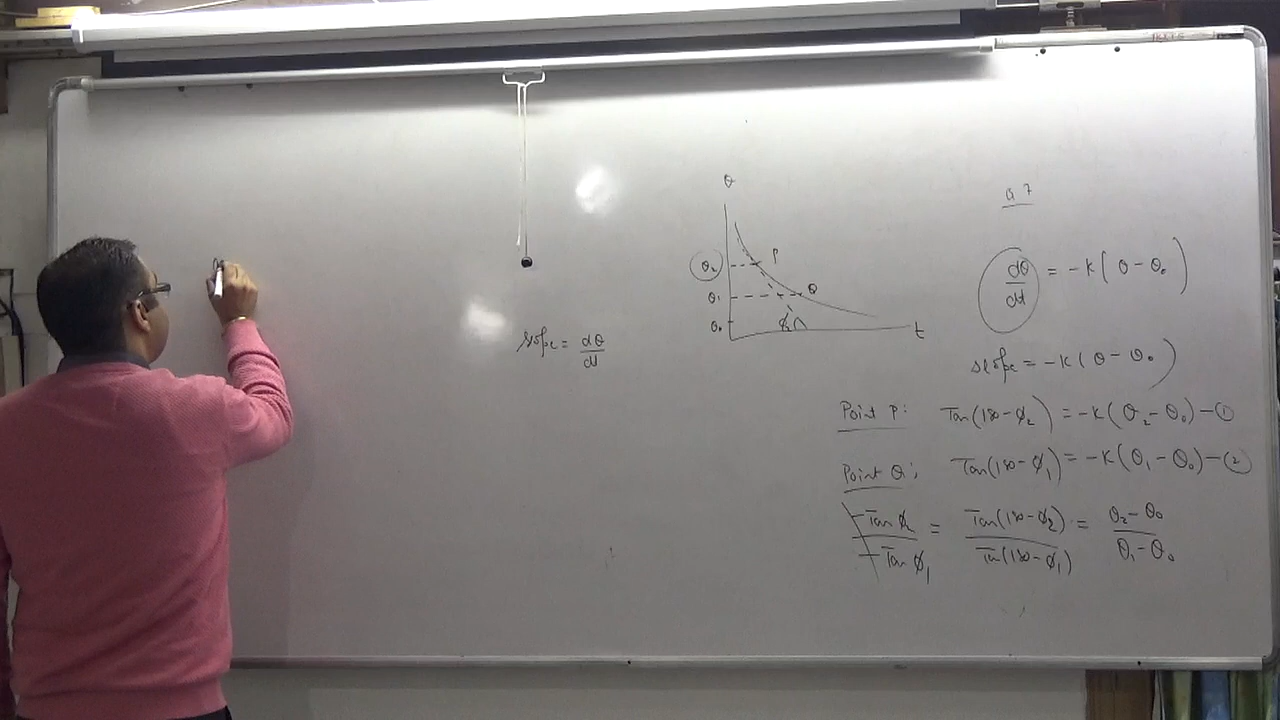 θ
Q 7
θ₂ P
dθ/dt = -K(θ - θ₀)
θ₁ Q
θ₀ φ₂ t
slope = dθ/dt
slope = -K(θ - θ₀)
Point P: Tan(180-φ₂) = -K(θ₂ - θ₀) - ①
Point Q: Tan(180-φ₁) = -K(θ₁ - θ₀) - ②
-Tan φ₂/-Tan φ₁ = Tan(180-φ₂)/Tan(180-φ₁) = θ₂ - θ₀/θ₁ - θ₀